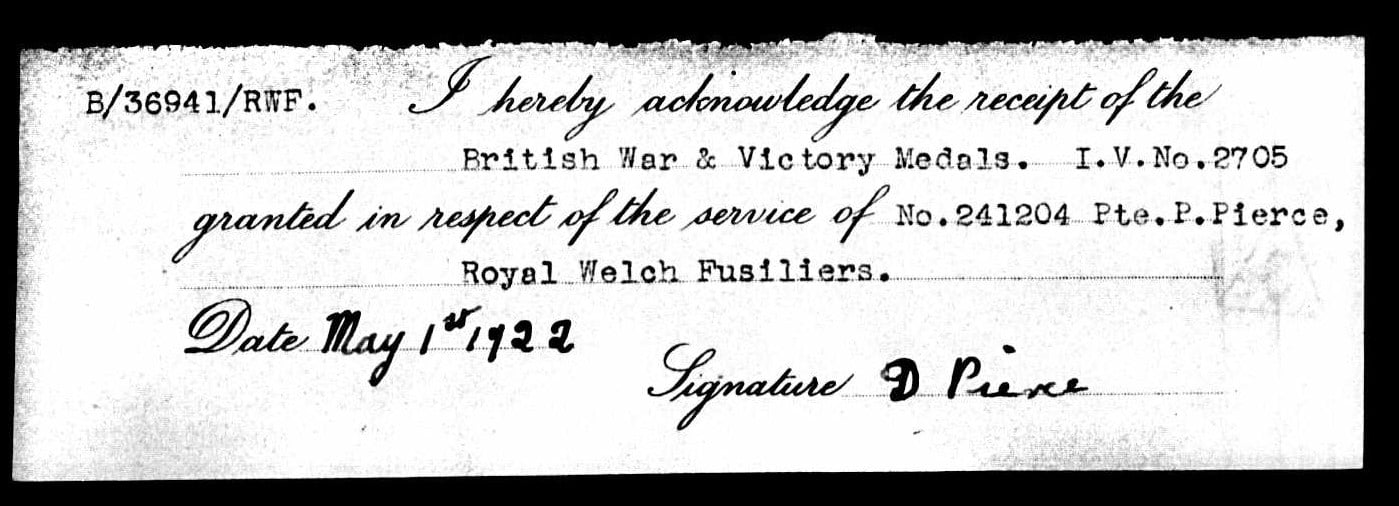 B/36941/RWF. I hereby acknowledge the receipt of the
British War & Victory Medals. I.V.No.2705
granted in respect of the service of No.241204 Pte.P.Pierce,
Royal Welch Fusiliers.
Date May 1st 1922
Signature D Pierce